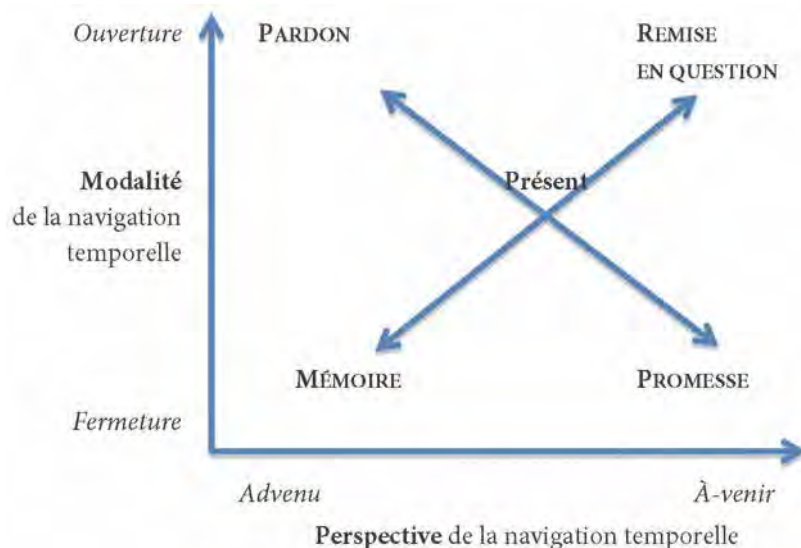 Ouverture
PARDON
REMISE
EN QUESTION
Modalité
de la navigation
temporelle
Présent
MÉMOIRE
PROMESSE
Fermeture
Advenu
À-venir
Perspective de la navigation temporelle